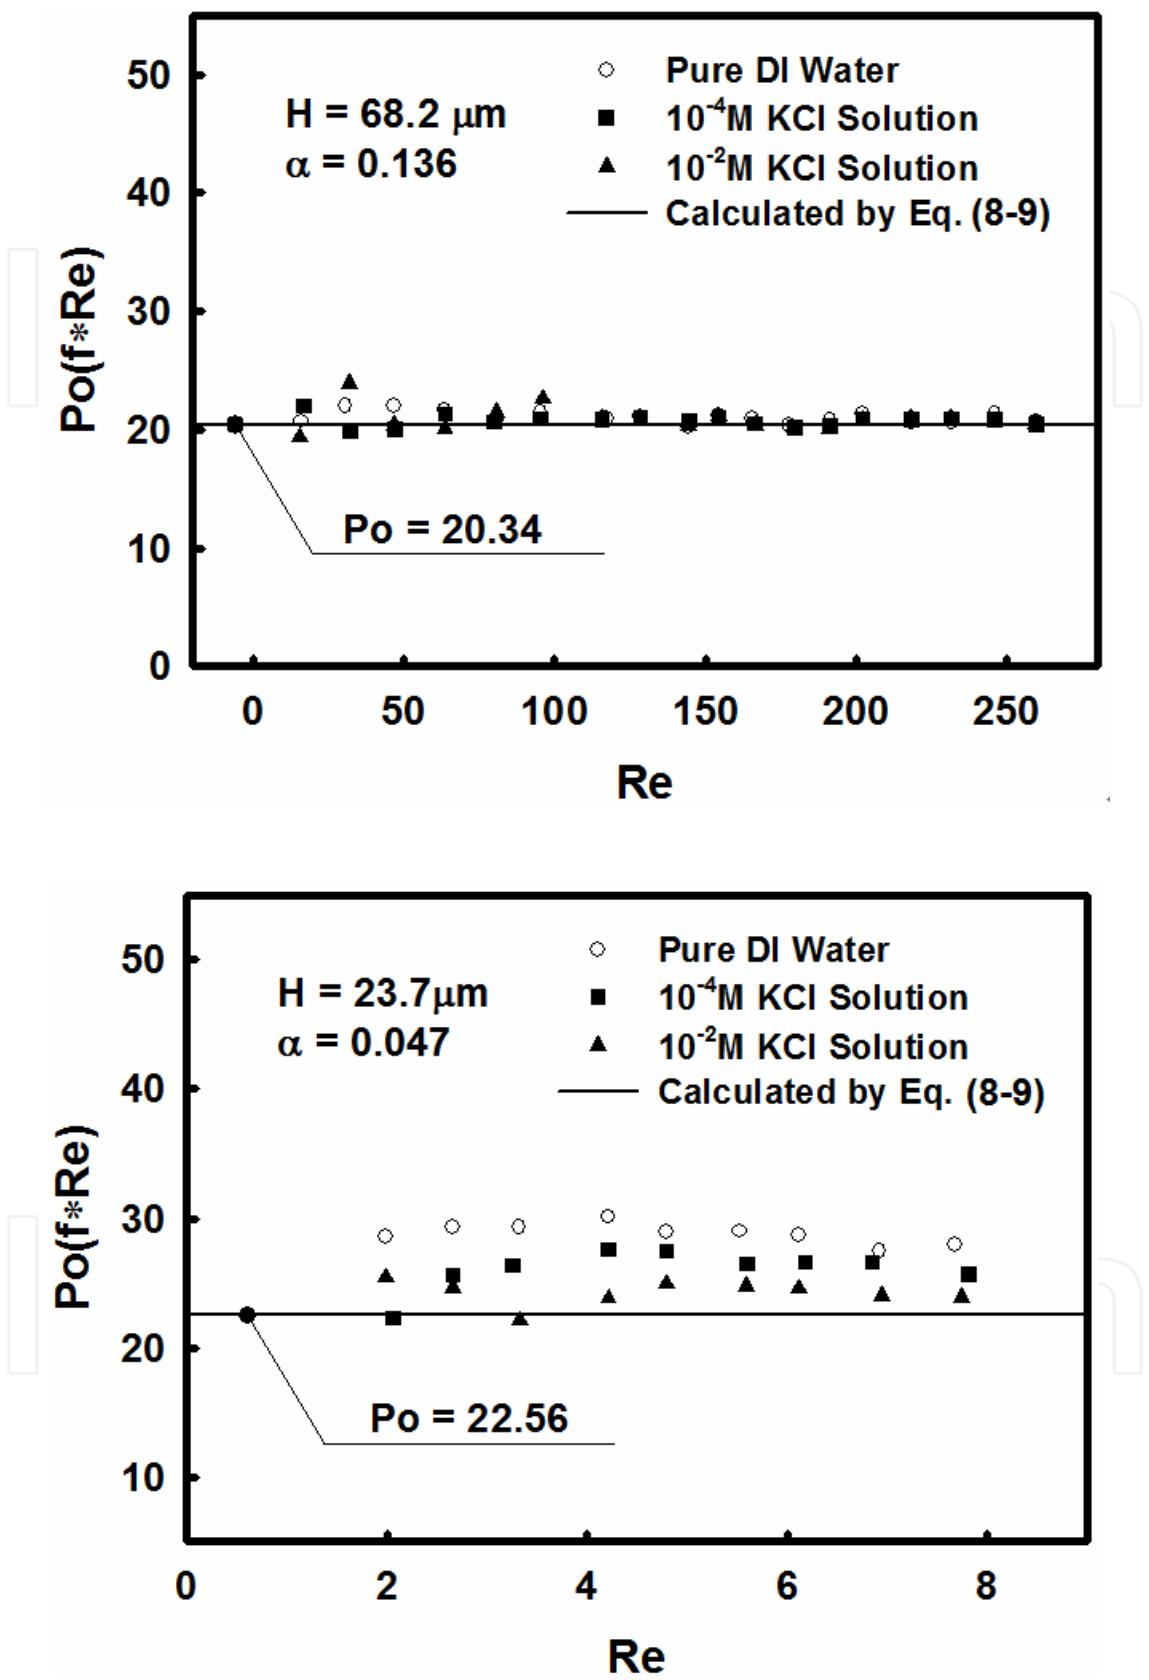 50
40
30
20
10
0
Po(f*Re)
H = 68.2 μm
α = 0.136
Pure DI Water
10⁻⁴M KCl Solution
10⁻²M KCl Solution
Calculated by Eq. (8-9)
Po = 20.34
0 50 100 150 200 250
Re
50
40
30
20
10
Po(f*Re)
H = 23.7μm
α = 0.047
Pure DI Water
10⁻⁴M KCl Solution
10⁻²M KCl Solution
Calculated by Eq. (8-9)
Po = 22.56
0 2 4 6 8
Re